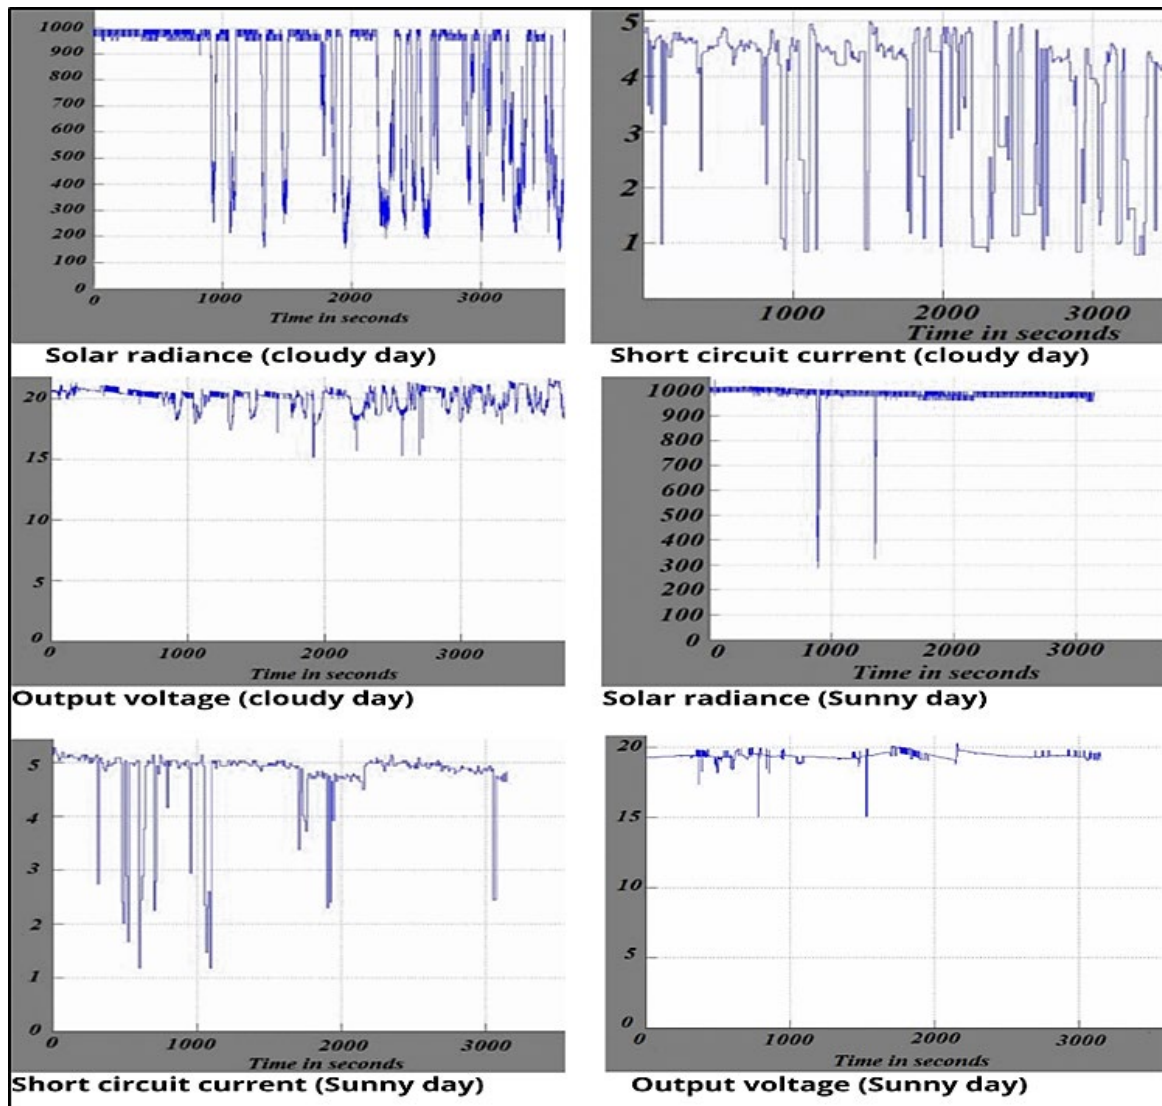 1000
900
800
700
600
500
400
300
200
100
0
0 1000 2000 3000
Time in seconds
Solar radiance (cloudy day)
5
4
3
2
1
1000 2000 3000
Time in seconds
Short circuit current (cloudy day)
20
15
10
5
0
0 1000 2000 3000
Time in seconds
Output voltage (cloudy day)
1000
900
800
700
600
500
400
300
200
100
0
0 1000 2000 3000
Time in seconds
Solar radiance (Sunny day)
5
4
3
2
1
0
0 1000 2000 3000
Time in seconds
Short circuit current (Sunny day)
20
15
10
5
0
0 1000 2000 3000
Time in seconds
Output voltage (Sunny day)